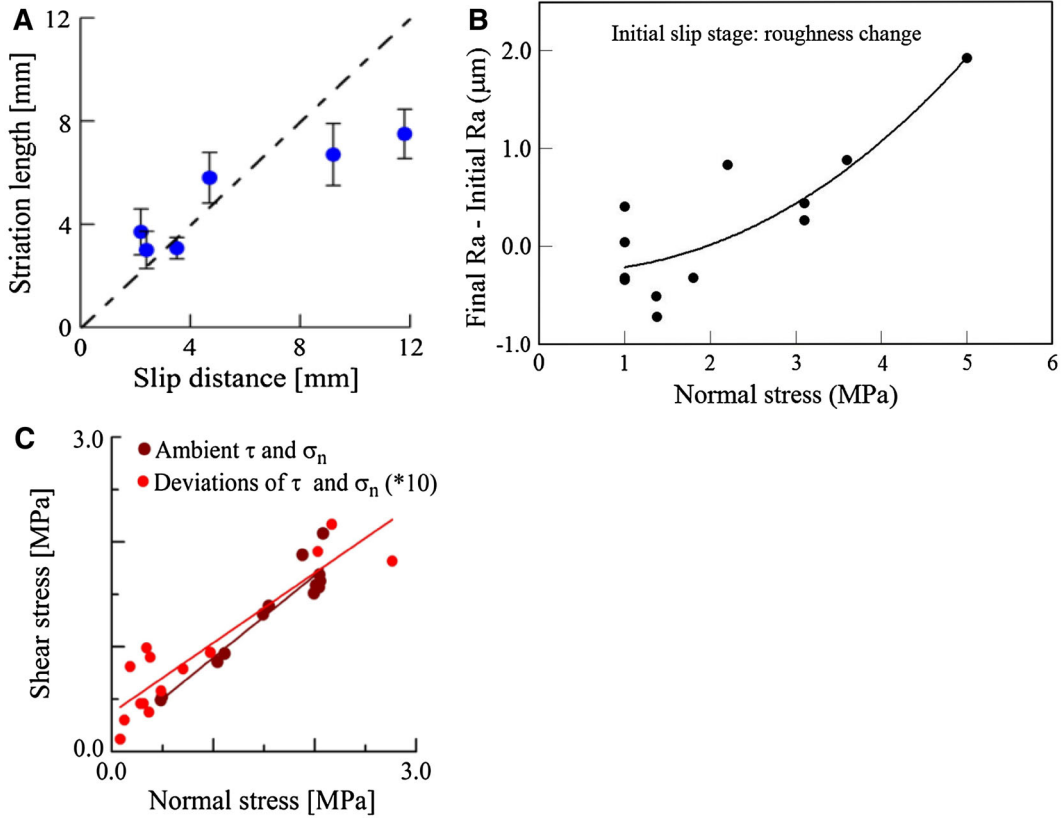 A
Striation length [mm]
12
8
4
0
0 4 8 12
Slip distance [mm]
B
Initial slip stage: roughness change
Final Ra - Initial Ra (μm)
2.0
1.0
0.0
-1.0
0 1 2 3 4 5 6
Normal stress (MPa)
C
Ambient τ and σn
Deviations of τ and σn (*10)
Shear stress [MPa]
3.0
0.0
0.0 3.0
Normal stress [MPa]